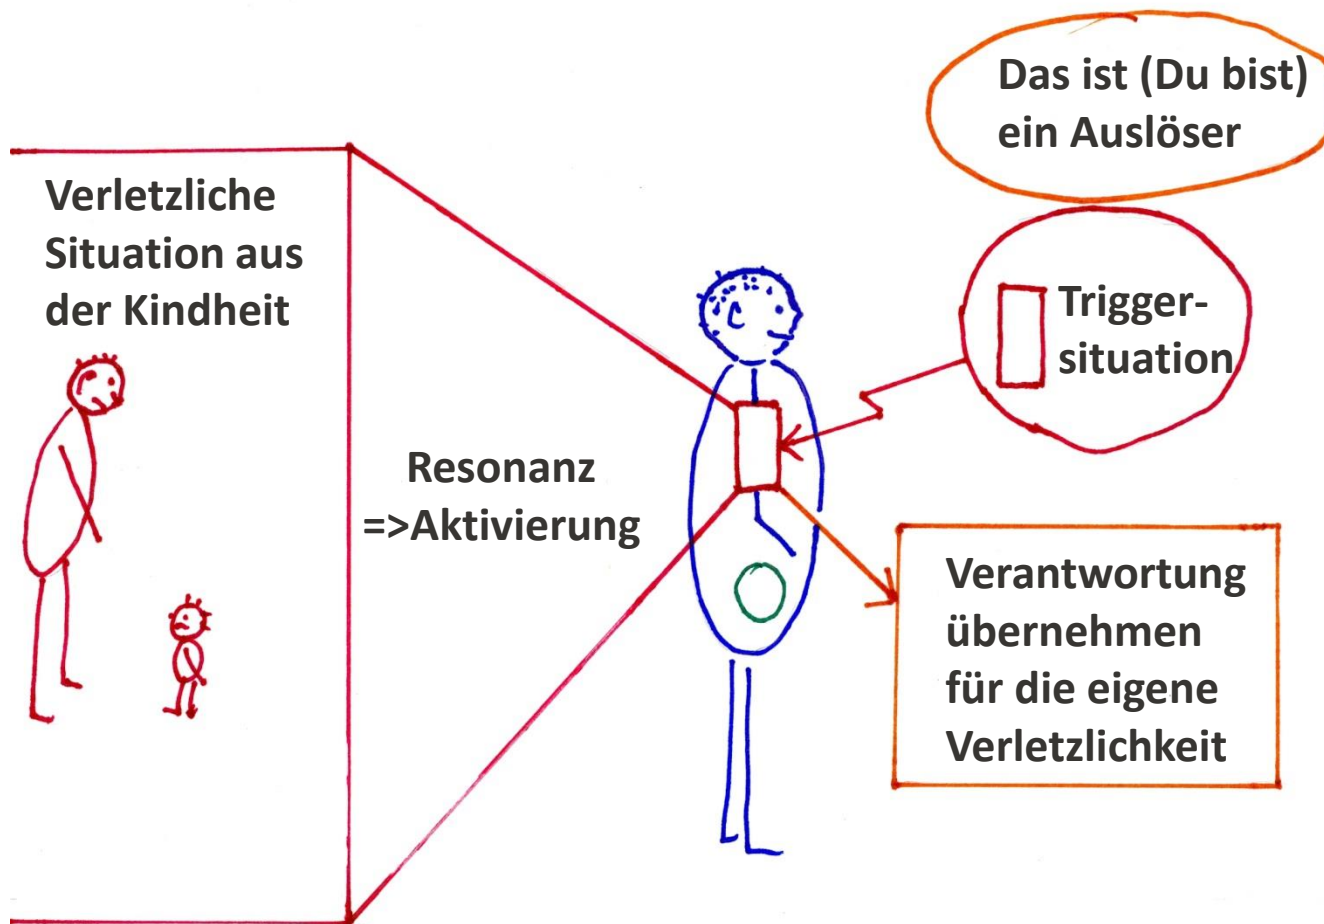 Das ist (Du bist)
ein Auslöser
Verletzliche
Situation aus
der Kindheit
Trigger-
situation
Resonanz
=>Aktivierung
Verantwortung
übernehmen
für die eigene
Verletzlichkeit